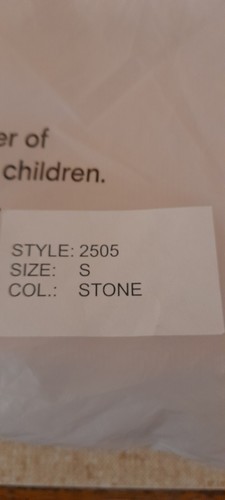 er of
children.
STYLE: 2505
SIZE: S
COL.: STONE